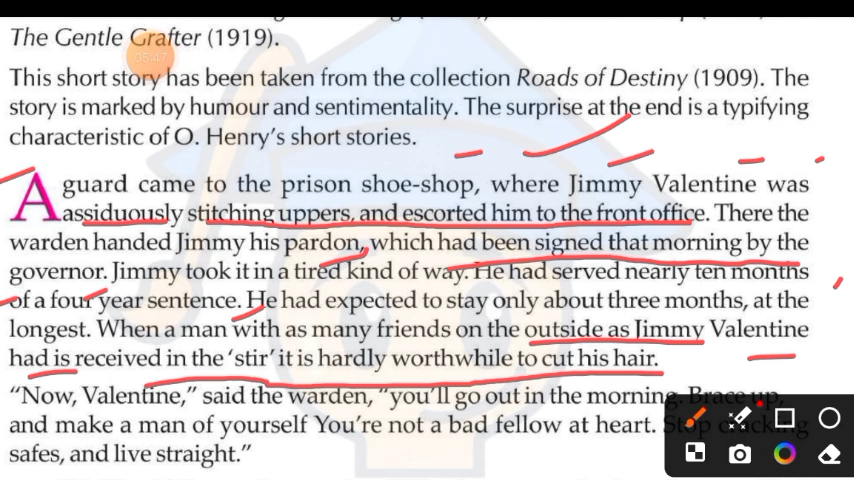 The Gentle Grafter (1919).
This short story has been taken from the collection Roads of Destiny (1909). The
story is marked by humour and sentimentality. The surprise at the end is a typifying
characteristic of O. Henry's short stories.
A guard came to the prison shoe-shop, where Jimmy Valentine was
assiduously stitching uppers, and escorted him to the front office. There the
warden handed Jimmy his pardon, which had been signed that morning by the
governor. Jimmy took it in a tired kind of way. He had served nearly ten months
of a four year sentence. He had expected to stay only about three months, at the
longest. When a man with as many friends on the outside as Jimmy Valentine
had is received in the 'stir' it is hardly worthwhile to cut his hair.
"Now, Valentine," said the warden, "you'll go out in the morning. Brace up,
and make a man of yourself You're not a bad fellow at heart. Stop cracking
safes, and live straight."